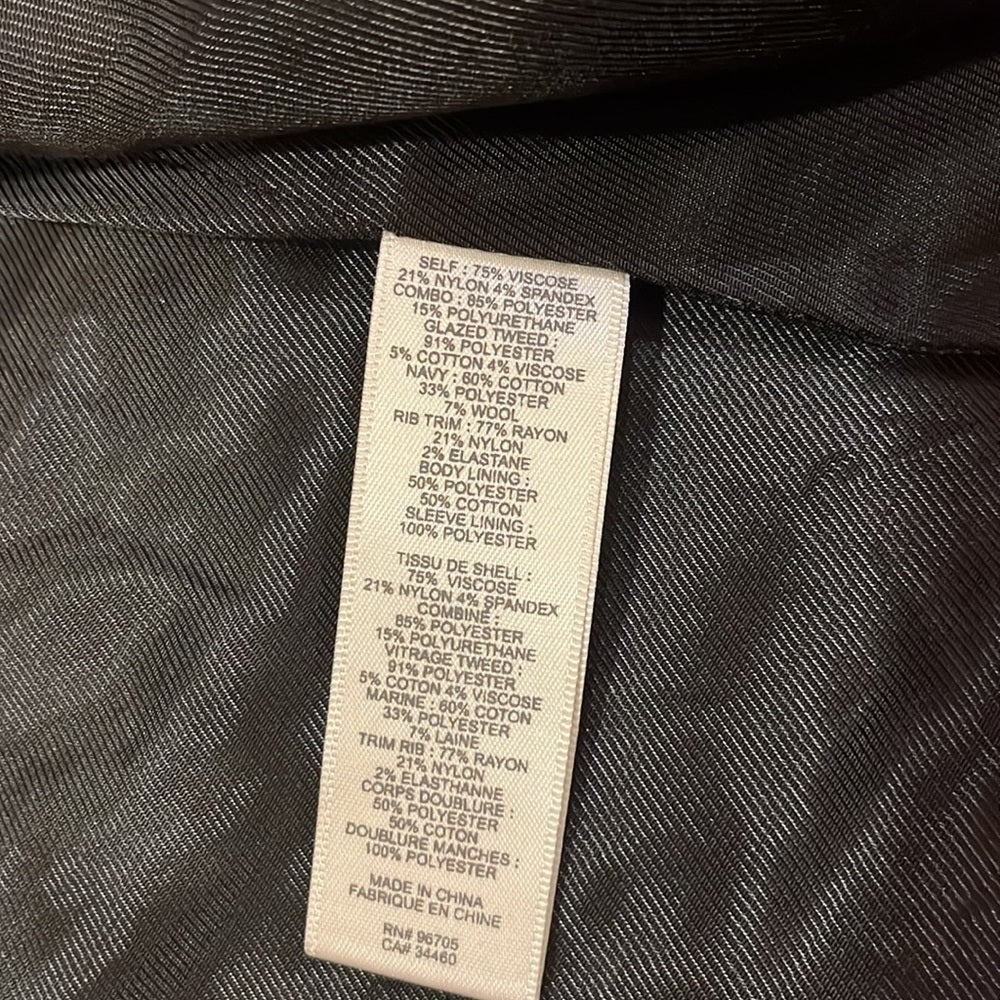 SELF : 75% VISCOSE
21% NYLON 4% SPANDEX
COMBO : 85% POLYESTER
15% POLYURETHANE
GLAZED TWEED :
91% POLYESTER
5% COTTON 4% VISCOSE
NAVY : 60% COTTON
33% POLYESTER
7% WOOL
RIB TRIM : 77% RAYON
21% NYLON
2% ELASTANE
BODY LINING :
50% POLYESTER
50% COTTON
SLEEVE LINING :
100% POLYESTER
TISSU DE SHELL :
75% VISCOSE
21% NYLON 4% SPANDEX
COMBINÉ :
85% POLYESTER
15% POLYURETHANE
VITRAGE TWEED :
91% POLYESTER
5% COTON 4% VISCOSE
MARINE : 60% COTON
33% POLYESTER
7% LAINE
TRIM RIB : 77% RAYON
21% NYLON
2% ELASTHANNE
CORPS DOUBLURE :
50% POLYESTER
50% COTON
DOUBLURE MANCHES :
100% POLYESTER
MADE IN CHINA
FABRIQUE EN CHINE
RN# 96705
CA# 34460